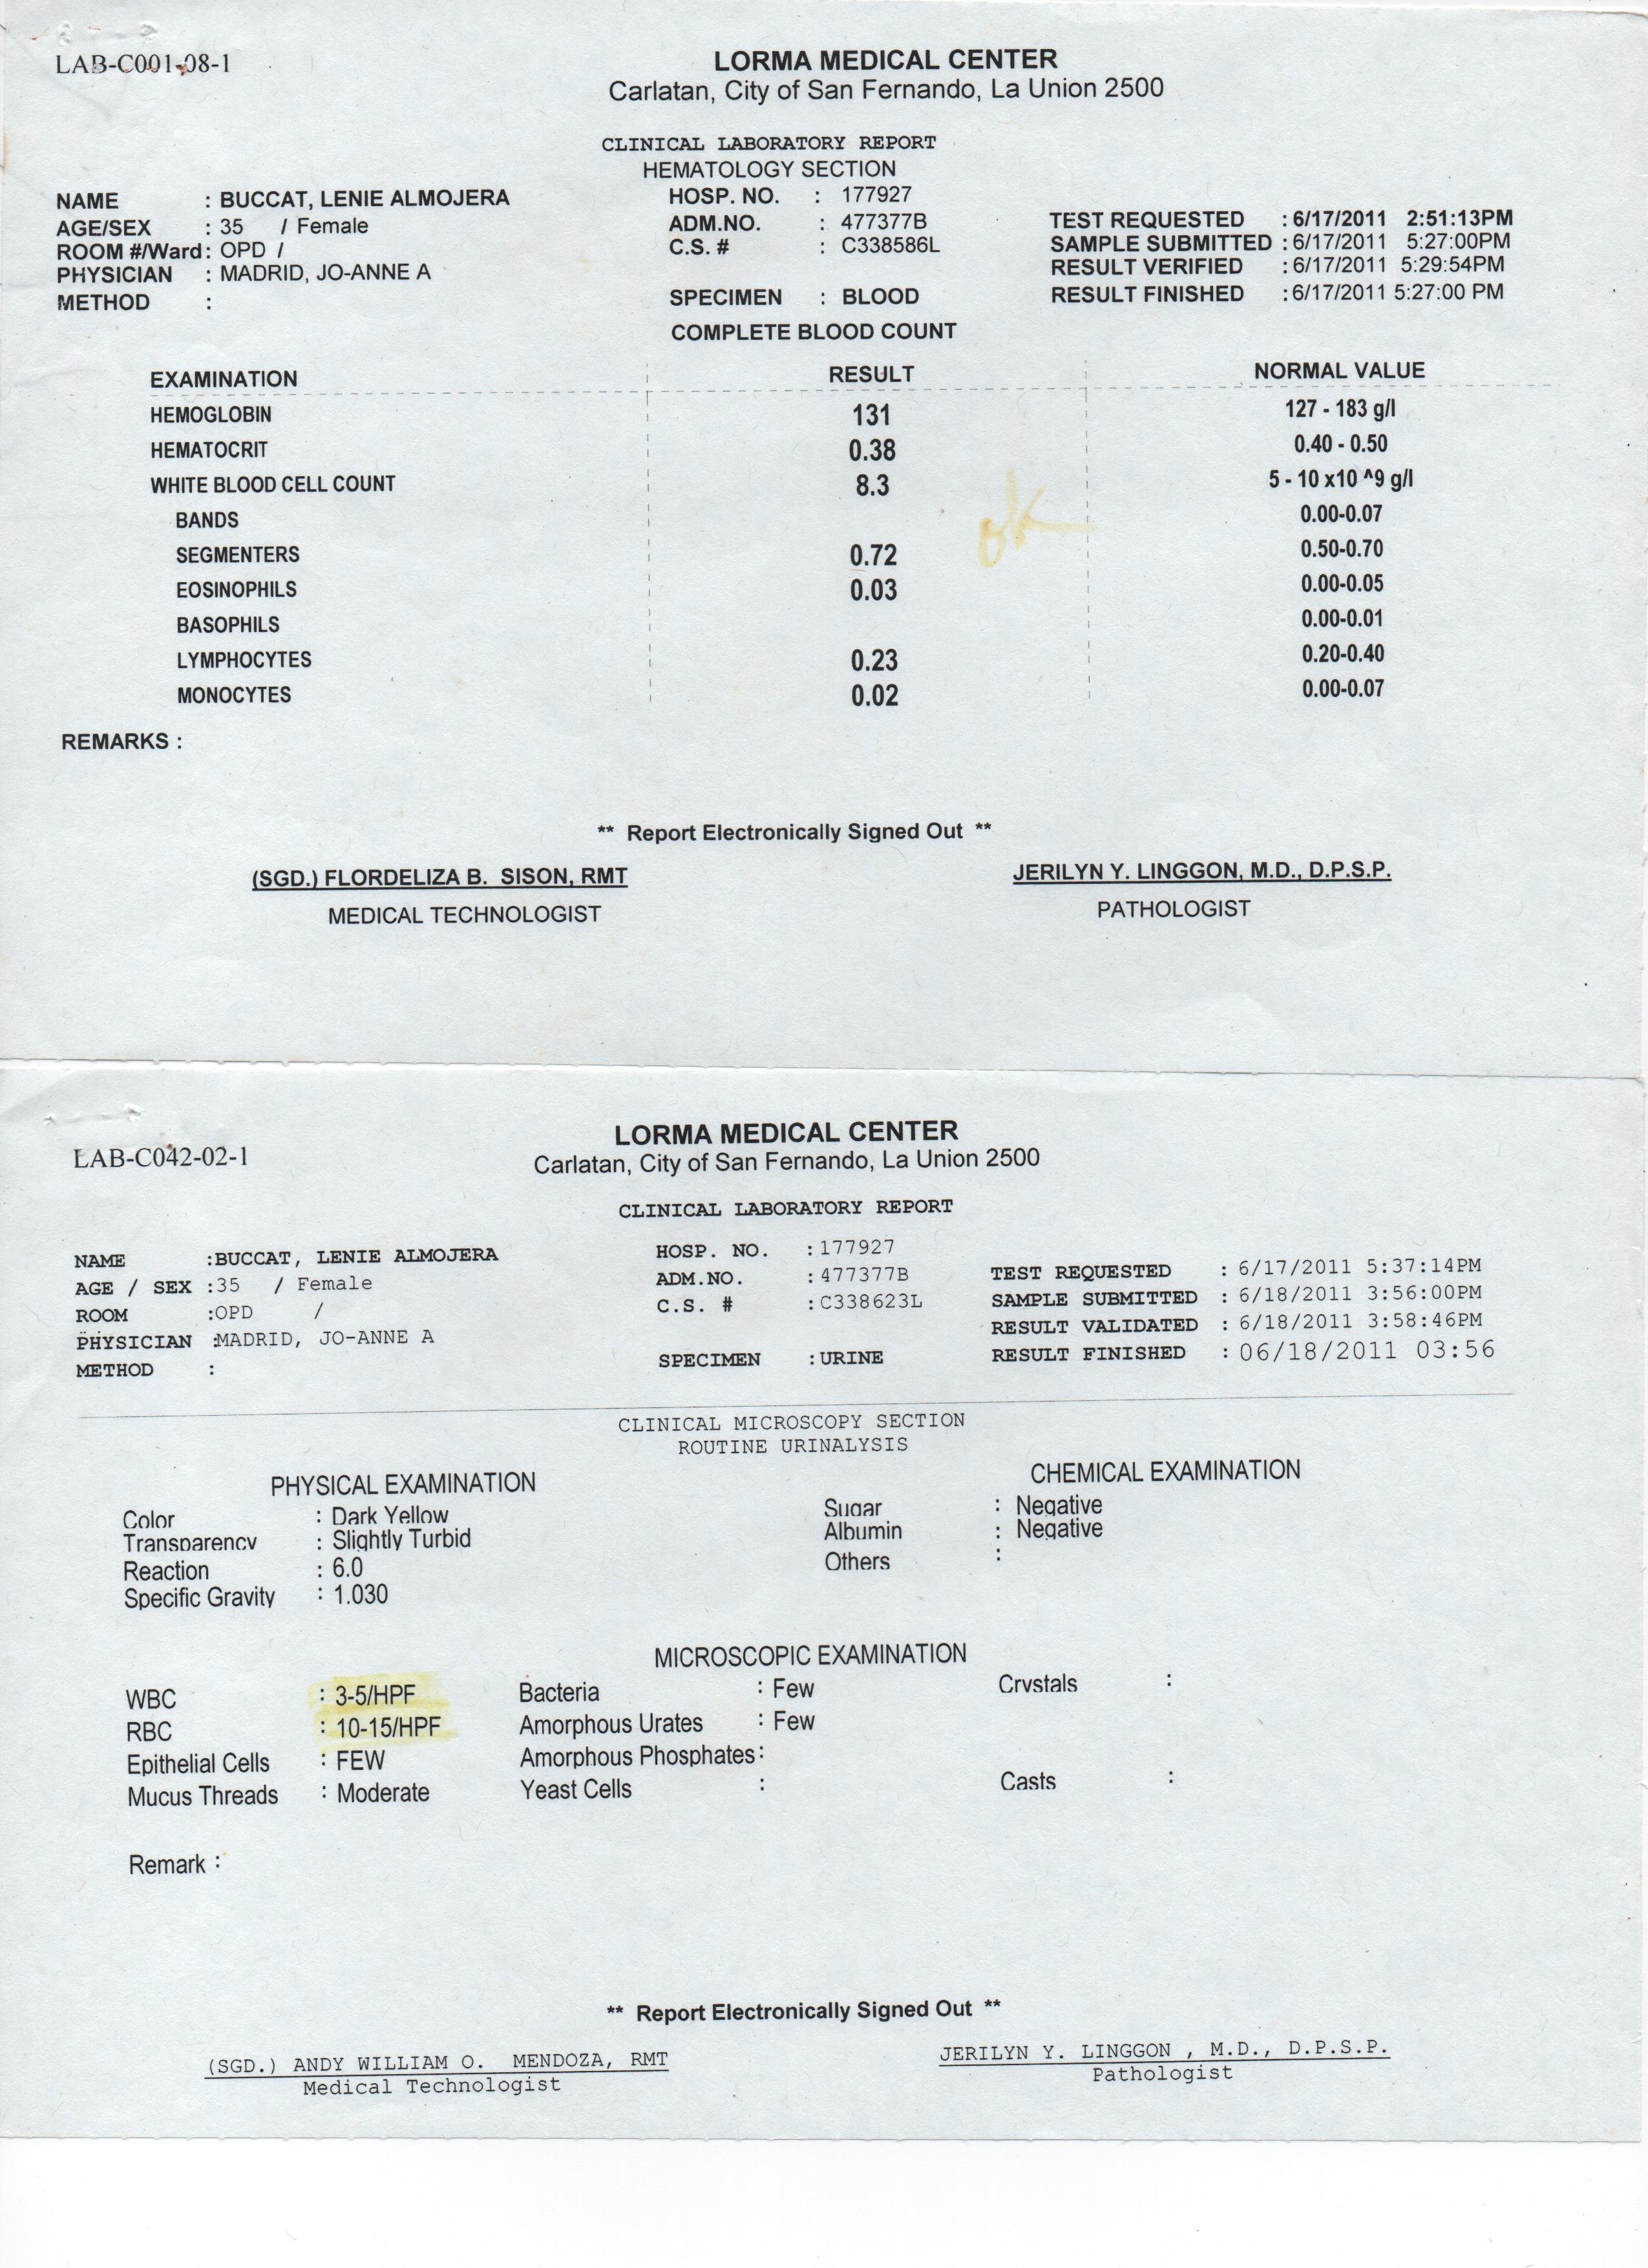 LAB-C001-08-1
LORMA MEDICAL CENTER
Carlatan, City of San Fernando, La Union 2500
CLINICAL LABORATORY REPORT
HEMATOLOGY SECTION
NAME : BUCCAT, LENIE ALMOJERA HOSP. NO. : 177927
AGE/SEX : 35 / Female ADM.NO. : 477377B TEST REQUESTED : 6/17/2011 2:51:13PM
ROOM #/Ward : OPD / C.S. # : C338586L SAMPLE SUBMITTED : 6/17/2011 5:27:00PM
PHYSICIAN : MADRID, JO-ANNE A RESULT VERIFIED : 6/17/2011 5:29:54PM
METHOD : SPECIMEN : BLOOD RESULT FINISHED : 6/17/2011 5:27:00 PM
COMPLETE BLOOD COUNT
EXAMINATION RESULT NORMAL VALUE
HEMOGLOBIN 131 127 - 183 g/l
HEMATOCRIT 0.38 0.40 - 0.50
WHITE BLOOD CELL COUNT 8.3 5 - 10 x10 ^9 g/l
BANDS 0.00-0.07
ok
SEGMENTERS 0.72 0.50-0.70
EOSINOPHILS 0.03 0.00-0.05
BASOPHILS 0.00-0.01
LYMPHOCYTES 0.23 0.20-0.40
MONOCYTES 0.02 0.00-0.07
REMARKS :
** Report Electronically Signed Out **
(SGD.) FLORDELIZA B. SISON, RMT JERILYN Y. LINGGON, M.D., D.P.S.P.
MEDICAL TECHNOLOGIST PATHOLOGIST
LAB-C042-02-1
LORMA MEDICAL CENTER
Carlatan, City of San Fernando, La Union 2500
CLINICAL LABORATORY REPORT
NAME :BUCCAT, LENIE ALMOJERA HOSP. NO. :177927
AGE / SEX :35 / Female ADM.NO. :477377B TEST REQUESTED : 6/17/2011 5:37:14PM
ROOM :OPD / C.S. # :C338623L SAMPLE SUBMITTED : 6/18/2011 3:56:00PM
PHYSICIAN :MADRID, JO-ANNE A RESULT VALIDATED : 6/18/2011 3:58:46PM
METHOD : SPECIMEN :URINE RESULT FINISHED : 06/18/2011 03:56
CLINICAL MICROSCOPY SECTION
ROUTINE URINALYSIS
PHYSICAL EXAMINATION CHEMICAL EXAMINATION
Color : Dark Yellow Sugar : Negative
Transparency : Slightly Turbid Albumin : Negative
Reaction : 6.0 Others :
Specific Gravity : 1.030
MICROSCOPIC EXAMINATION
WBC : 3-5/HPF Bacteria : Few Crystals :
RBC : 10-15/HPF Amorphous Urates : Few
Epithelial Cells : FEW Amorphous Phosphates :
Mucus Threads : Moderate Yeast Cells : Casts :
Remark :
** Report Electronically Signed Out **
(SGD.) ANDY WILLIAM O. MENDOZA, RMT JERILYN Y. LINGGON , M.D., D.P.S.P.
Medical Technologist Pathologist